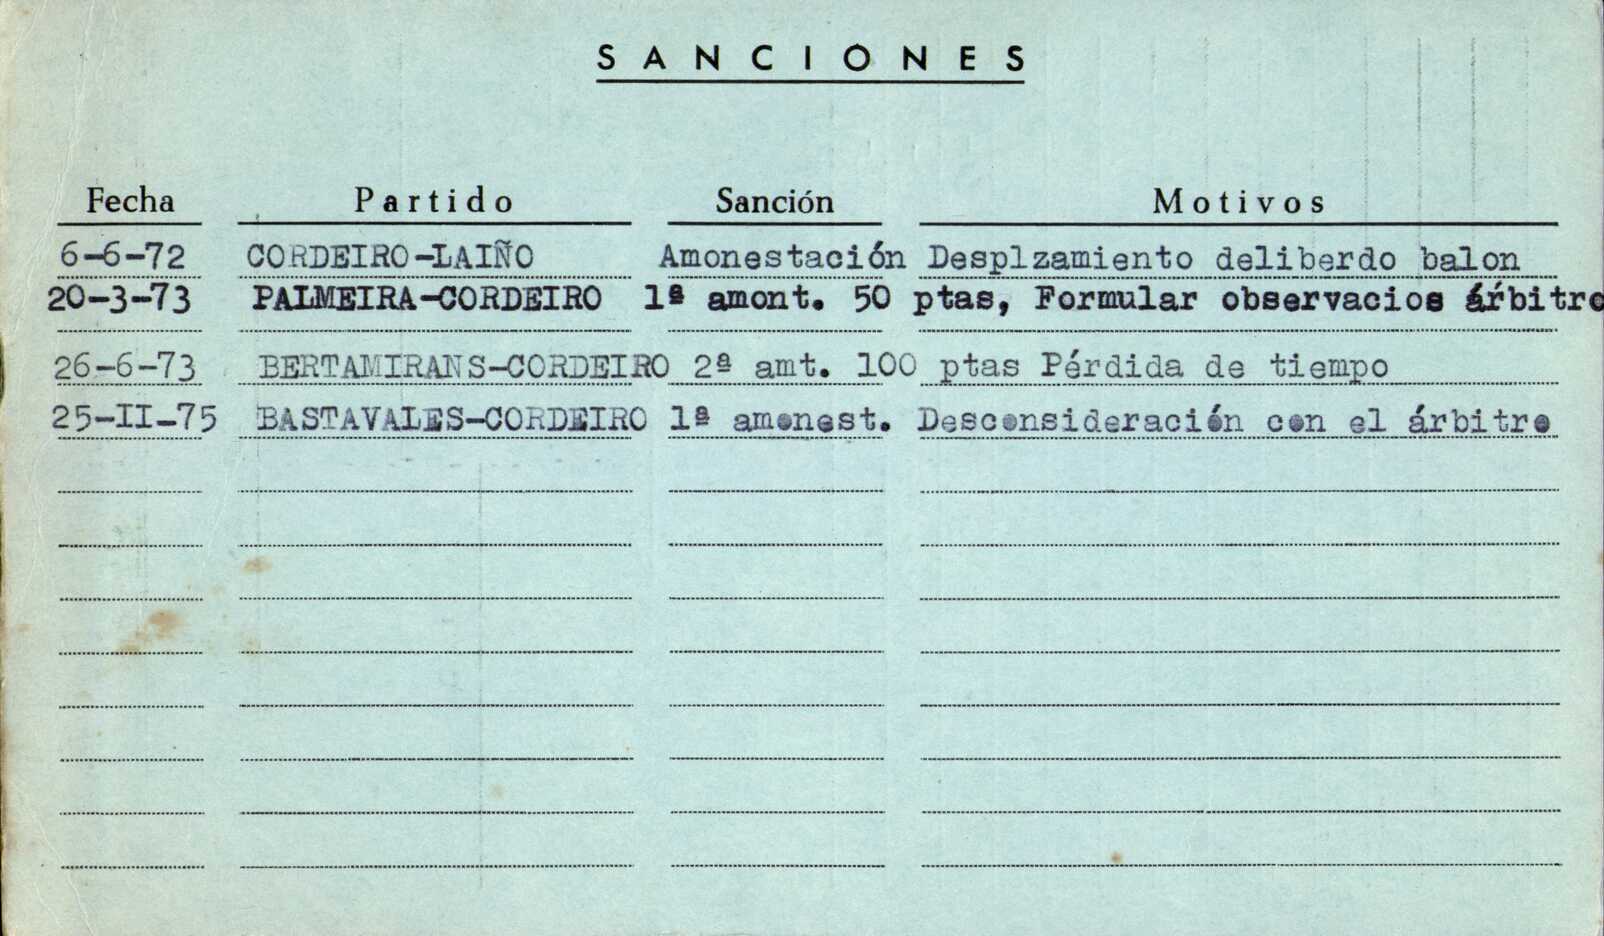 SANCIONES
Fecha Partido Sanción Motivos
6-6-72 CORDEIRO-LAIÑO Amonestación Desplzamiento deliberdo balon
20-3-73 PALMEIRA-CORDEIRO 1ª amont. 50 ptas, Formular observacios árbitro
26-6-73 BERTAMIRANS-CORDEIRO 2ª amt. 100 ptas Pérdida de tiempo
25-II-75 BASTAVALES-CORDEIRO 1ª amonest. Desconsideración con el árbitro